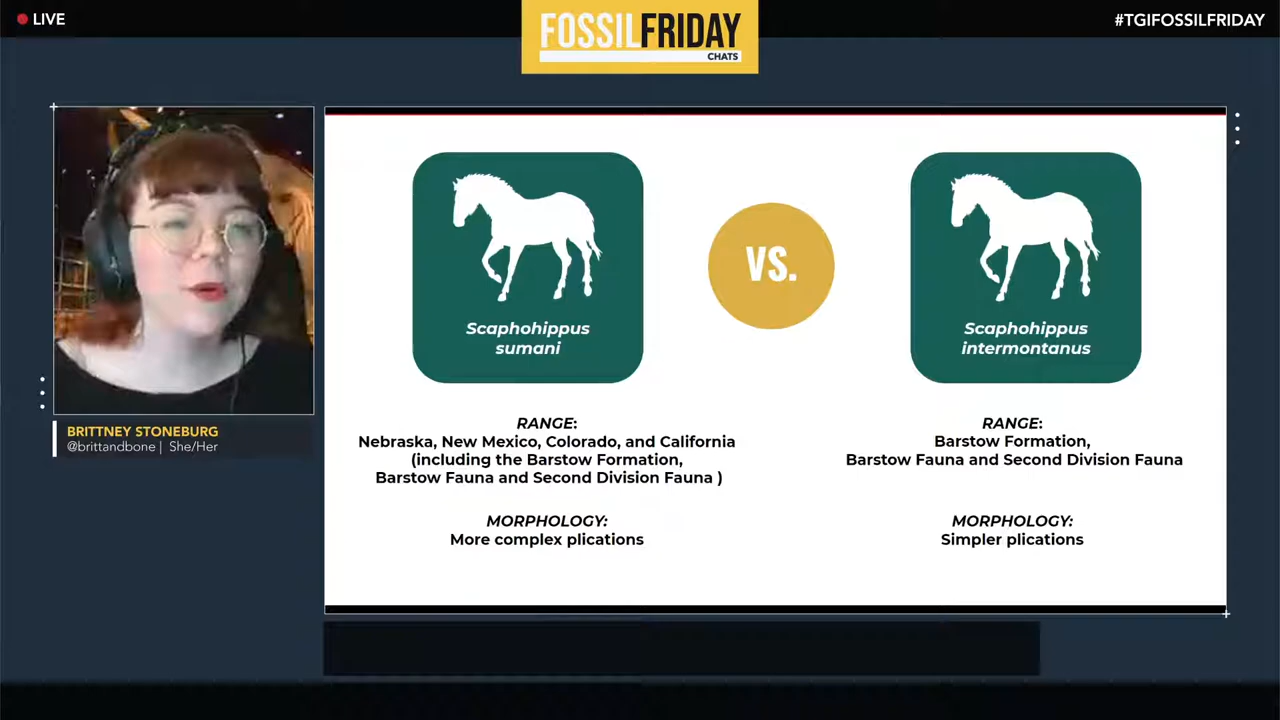 LIVE
FOSSILFRIDAY
CHATS
#TGIFOSSILFRIDAY
BRITTNEY STONEBURG
@brittandbone | She/Her
Scaphohippus
sumani
VS.
Scaphohippus
intermontanus
RANGE:
Nebraska, New Mexico, Colorado, and California
(including the Barstow Formation,
Barstow Fauna and Second Division Fauna )
MORPHOLOGY:
More complex plications
RANGE:
Barstow Formation,
Barstow Fauna and Second Division Fauna
MORPHOLOGY:
Simpler plications